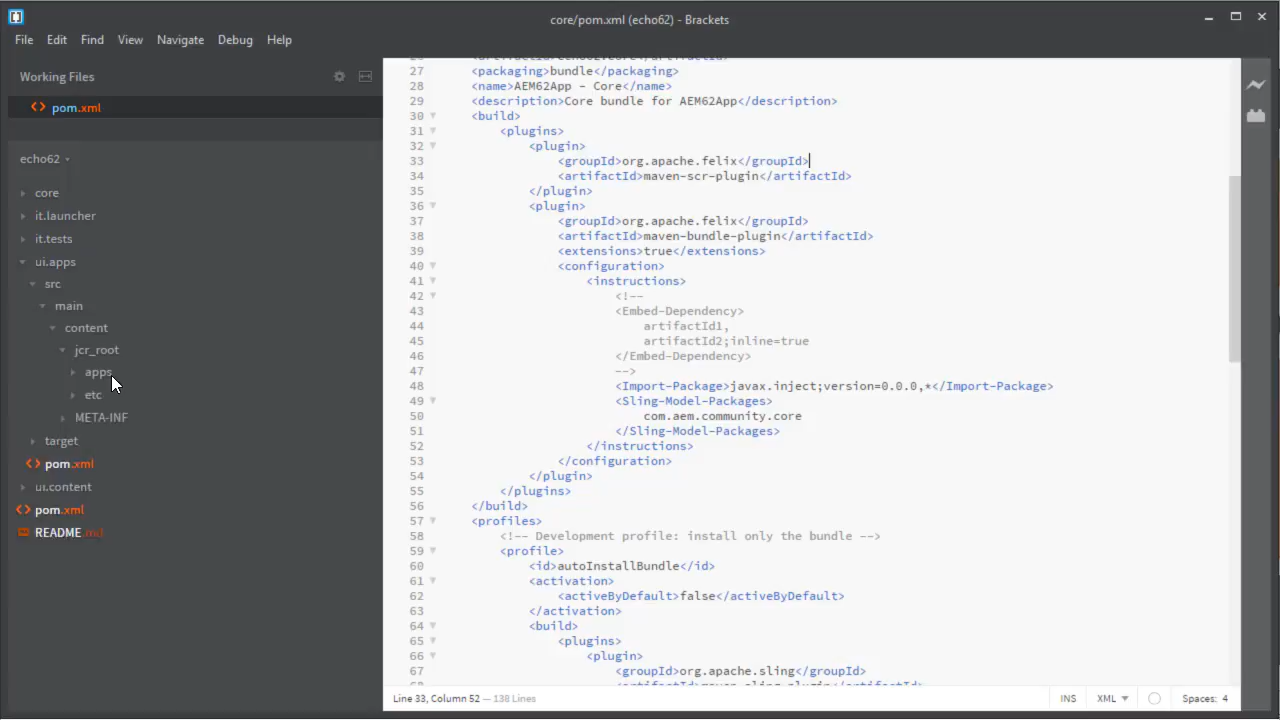 core/pom.xml (echo62) - Brackets
File Edit Find View Navigate Debug Help
Working Files
pom.xml
echo62
core
it.launcher
it.tests
ui.apps
src
main
content
jcr_root
apps
etc
META-INF
target
pom.xml
ui.content
pom.xml
README.md
27 <packaging>bundle</packaging>
28 <name>AEM62App - Core</name>
29 <description>Core bundle for AEM62App</description>
30 <build>
31 <plugins>
32 <plugin>
33 <groupId>org.apache.felix</groupId>
34 <artifactId>maven-scr-plugin</artifactId>
35 </plugin>
36 <plugin>
37 <groupId>org.apache.felix</groupId>
38 <artifactId>maven-bundle-plugin</artifactId>
39 <extensions>true</extensions>
40 <configuration>
41 <instructions>
42 <!--
43 <Embed-Dependency>
44 artifactId1,
45 artifactId2;inline=true
46 </Embed-Dependency>
47 -->
48 <Import-Package>javax.inject;version=0.0.0,*</Import-Package>
49 <Sling-Model-Packages>
50 com.aem.community.core
51 </Sling-Model-Packages>
52 </instructions>
53 </configuration>
54 </plugin>
55 </plugins>
56 </build>
57 <profiles>
58 <!-- Development profile: install only the bundle -->
59 <profile>
60 <id>autoInstallBundle</id>
61 <activation>
62 <activeByDefault>false</activeByDefault>
63 </activation>
64 <build>
65 <plugins>
66 <plugin>
67 <groupId>org.apache.sling</groupId>
Line 33, Column 52 — 138 Lines
INS XML Spaces: 4